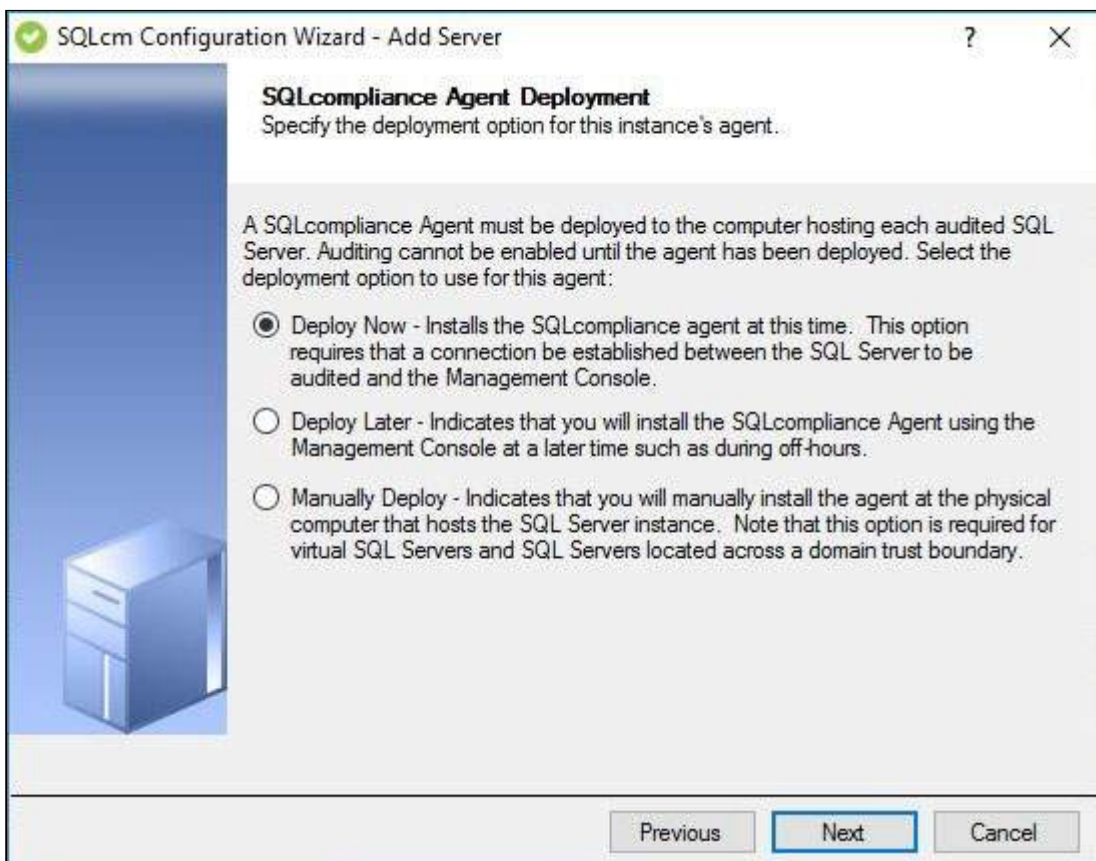 SQLcm Configuration Wizard - Add Server
?
SQLcompliance Agent Deployment
Specify the deployment option for this instance's agent.
A SQLcompliance Agent must be deployed to the computer hosting each audited SQL
Server. Auditing cannot be enabled until the agent has been deployed. Select the
deployment option to use for this agent:
Deploy Now - Installs the SQLcompliance agent at this time. This option
requires that a connection be established between the SQL Server to be
audited and the Management Console.
Deploy Later - Indicates that you will install the SQLcompliance Agent using the
Management Console at a later time such as during off-hours.
Manually Deploy - Indicates that you will manually install the agent at the physical
computer that hosts the SQL Server instance. Note that this option is required for
virtual SQL Servers and SQL Servers located across a domain trust boundary.
Previous
Next
Cancel